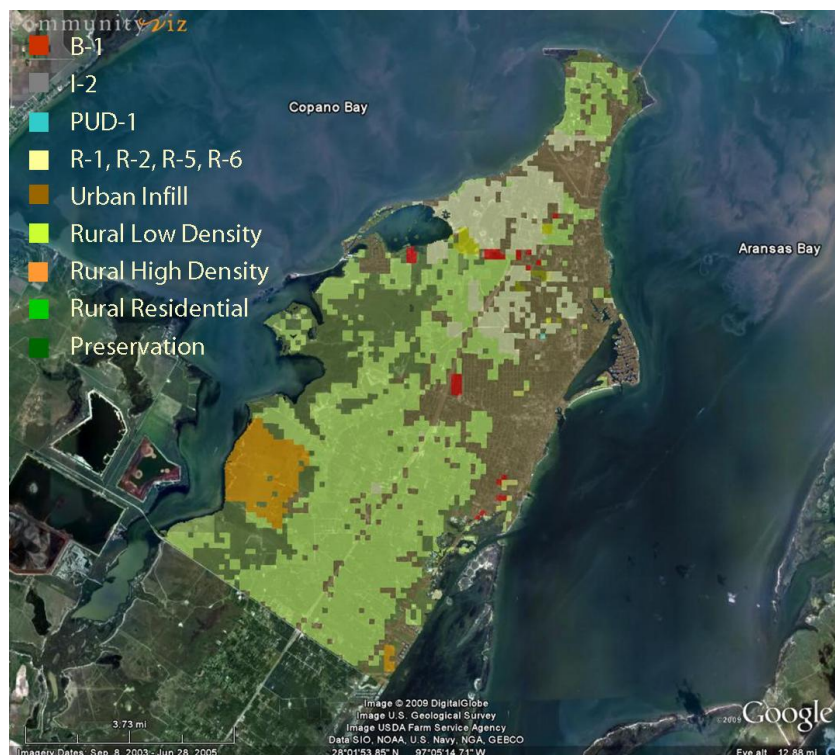 communityviz
B-1
I-2
PUD-1
R-1, R-2, R-5, R-6
Urban Infill
Rural Low Density
Rural High Density
Rural Residential
Preservation
Copano Bay
Aransas Bay
3.73 mi
Image © 2009 DigitalGlobe
Image U.S. Geological Survey
Image USDA Farm Service Agency
Data SIO, NOAA, U.S. Navy, NGA, GEBCO
©2009 Google
Imagery Dates: Sep 8, 2003 - Jun 28, 2005
28°01'53.85" N 97°05'14.71" W
Eye alt 12.88 mi